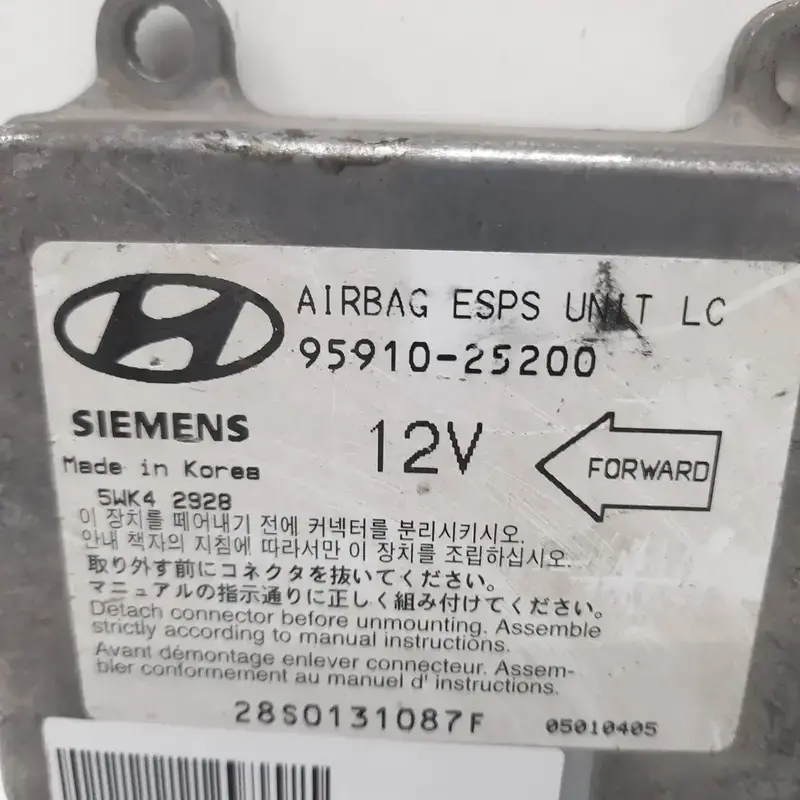 AIRBAG ESPS UNIT LC
95910-25200
SIEMENS
12V
FORWARD
Made in Korea
5WK4 2928
이 장치를 떼어내기 전에 커넥터를 분리시키시오.
안내 책자의 지침에 따라서만 이 장치를 조립하십시오.
取り外す前にコネクタを抜いてください。
マニュアルの指示通りに正しく組み付けてください。
Detach connector before unmounting. Assemble
strictly according to manual instructions.
Avant démontage enlever connecteur. Assem-
bler conformement au manuel d' instructions.
28S0131087F
05010405